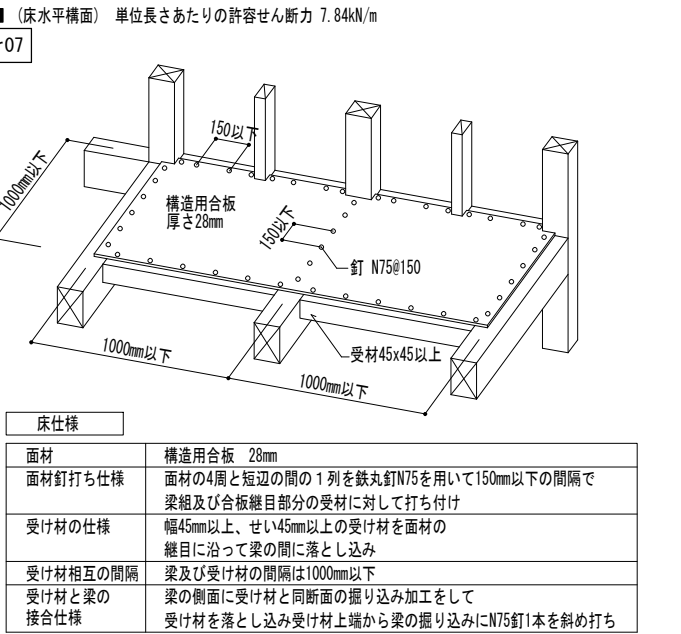 (床水平構面) 単位長さあたりの許容せん断力 7.84kN/m
07
150以下
1000mm以下
構造用合板
厚さ28mm
150以下
釘 N75@150
受材45x45以上
1000mm以下
1000mm以下
床仕様
面材 構造用合板 28mm
面材釘打ち仕様 面材の4周と短辺の間の1列を鉄丸釘N75を用いて150mm以下の間隔で
梁組及び合板継目部分の受材に対して打ち付け
受け材の仕様 幅45mm以上、せい45mm以上の受け材を面材の
継目に沿って梁の間に落とし込み
受け材相互の間隔 梁及び受け材の間隔は1000mm以下
受け材と梁の 梁の側面に受け材と同断面の掘り込み加工をして
接合仕様 受け材を落とし込み受け材上端から梁の掘り込みにN75釘1本を斜め打ち